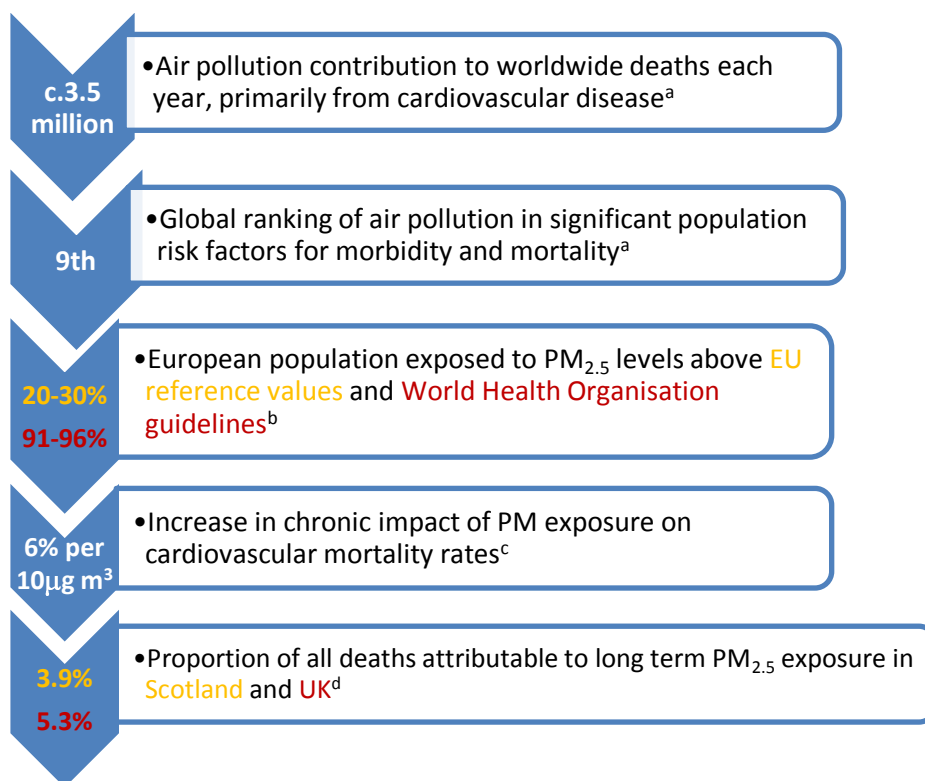 c.3.5
million
•Air pollution contribution to worldwide deaths each
year, primarily from cardiovascular diseaseᵃ
9th
•Global ranking of air pollution in significant population
risk factors for morbidity and mortalityᵃ
20-30%
91-96%
•European population exposed to PM₂.₅ levels above EU
reference values and World Health Organisation
guidelinesᵇ
6% per
10µg m³
•Increase in chronic impact of PM exposure on
cardiovascular mortality ratesᶜ
3.9%
5.3%
•Proportion of all deaths attributable to long term PM₂.₅ exposure in
Scotland and UKᵈ